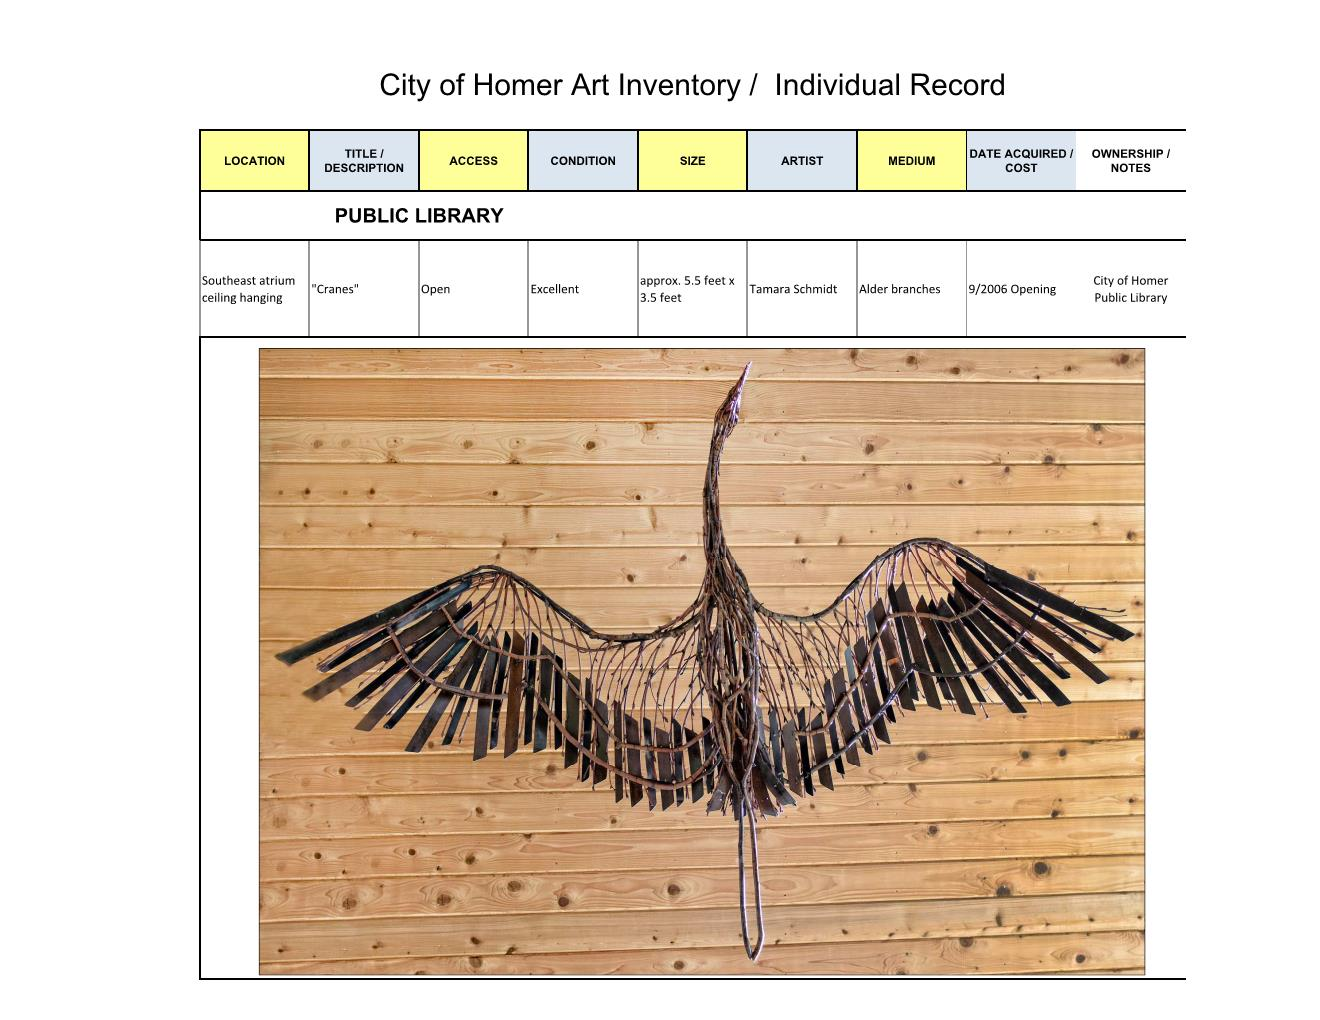 City of Homer Art Inventory /  Individual Record
LOCATION
TITLE /
DESCRIPTION
ACCESS
CONDITION
SIZE
ARTIST
MEDIUM
DATE ACQUIRED /
COST
OWNERSHIP /
NOTES
PUBLIC LIBRARY
Southeast atrium
ceiling hanging
"Cranes"
Open
Excellent
approx. 5.5 feet x
3.5 feet
Tamara Schmidt
Alder branches
9/2006 Opening
City of Homer
Public Library